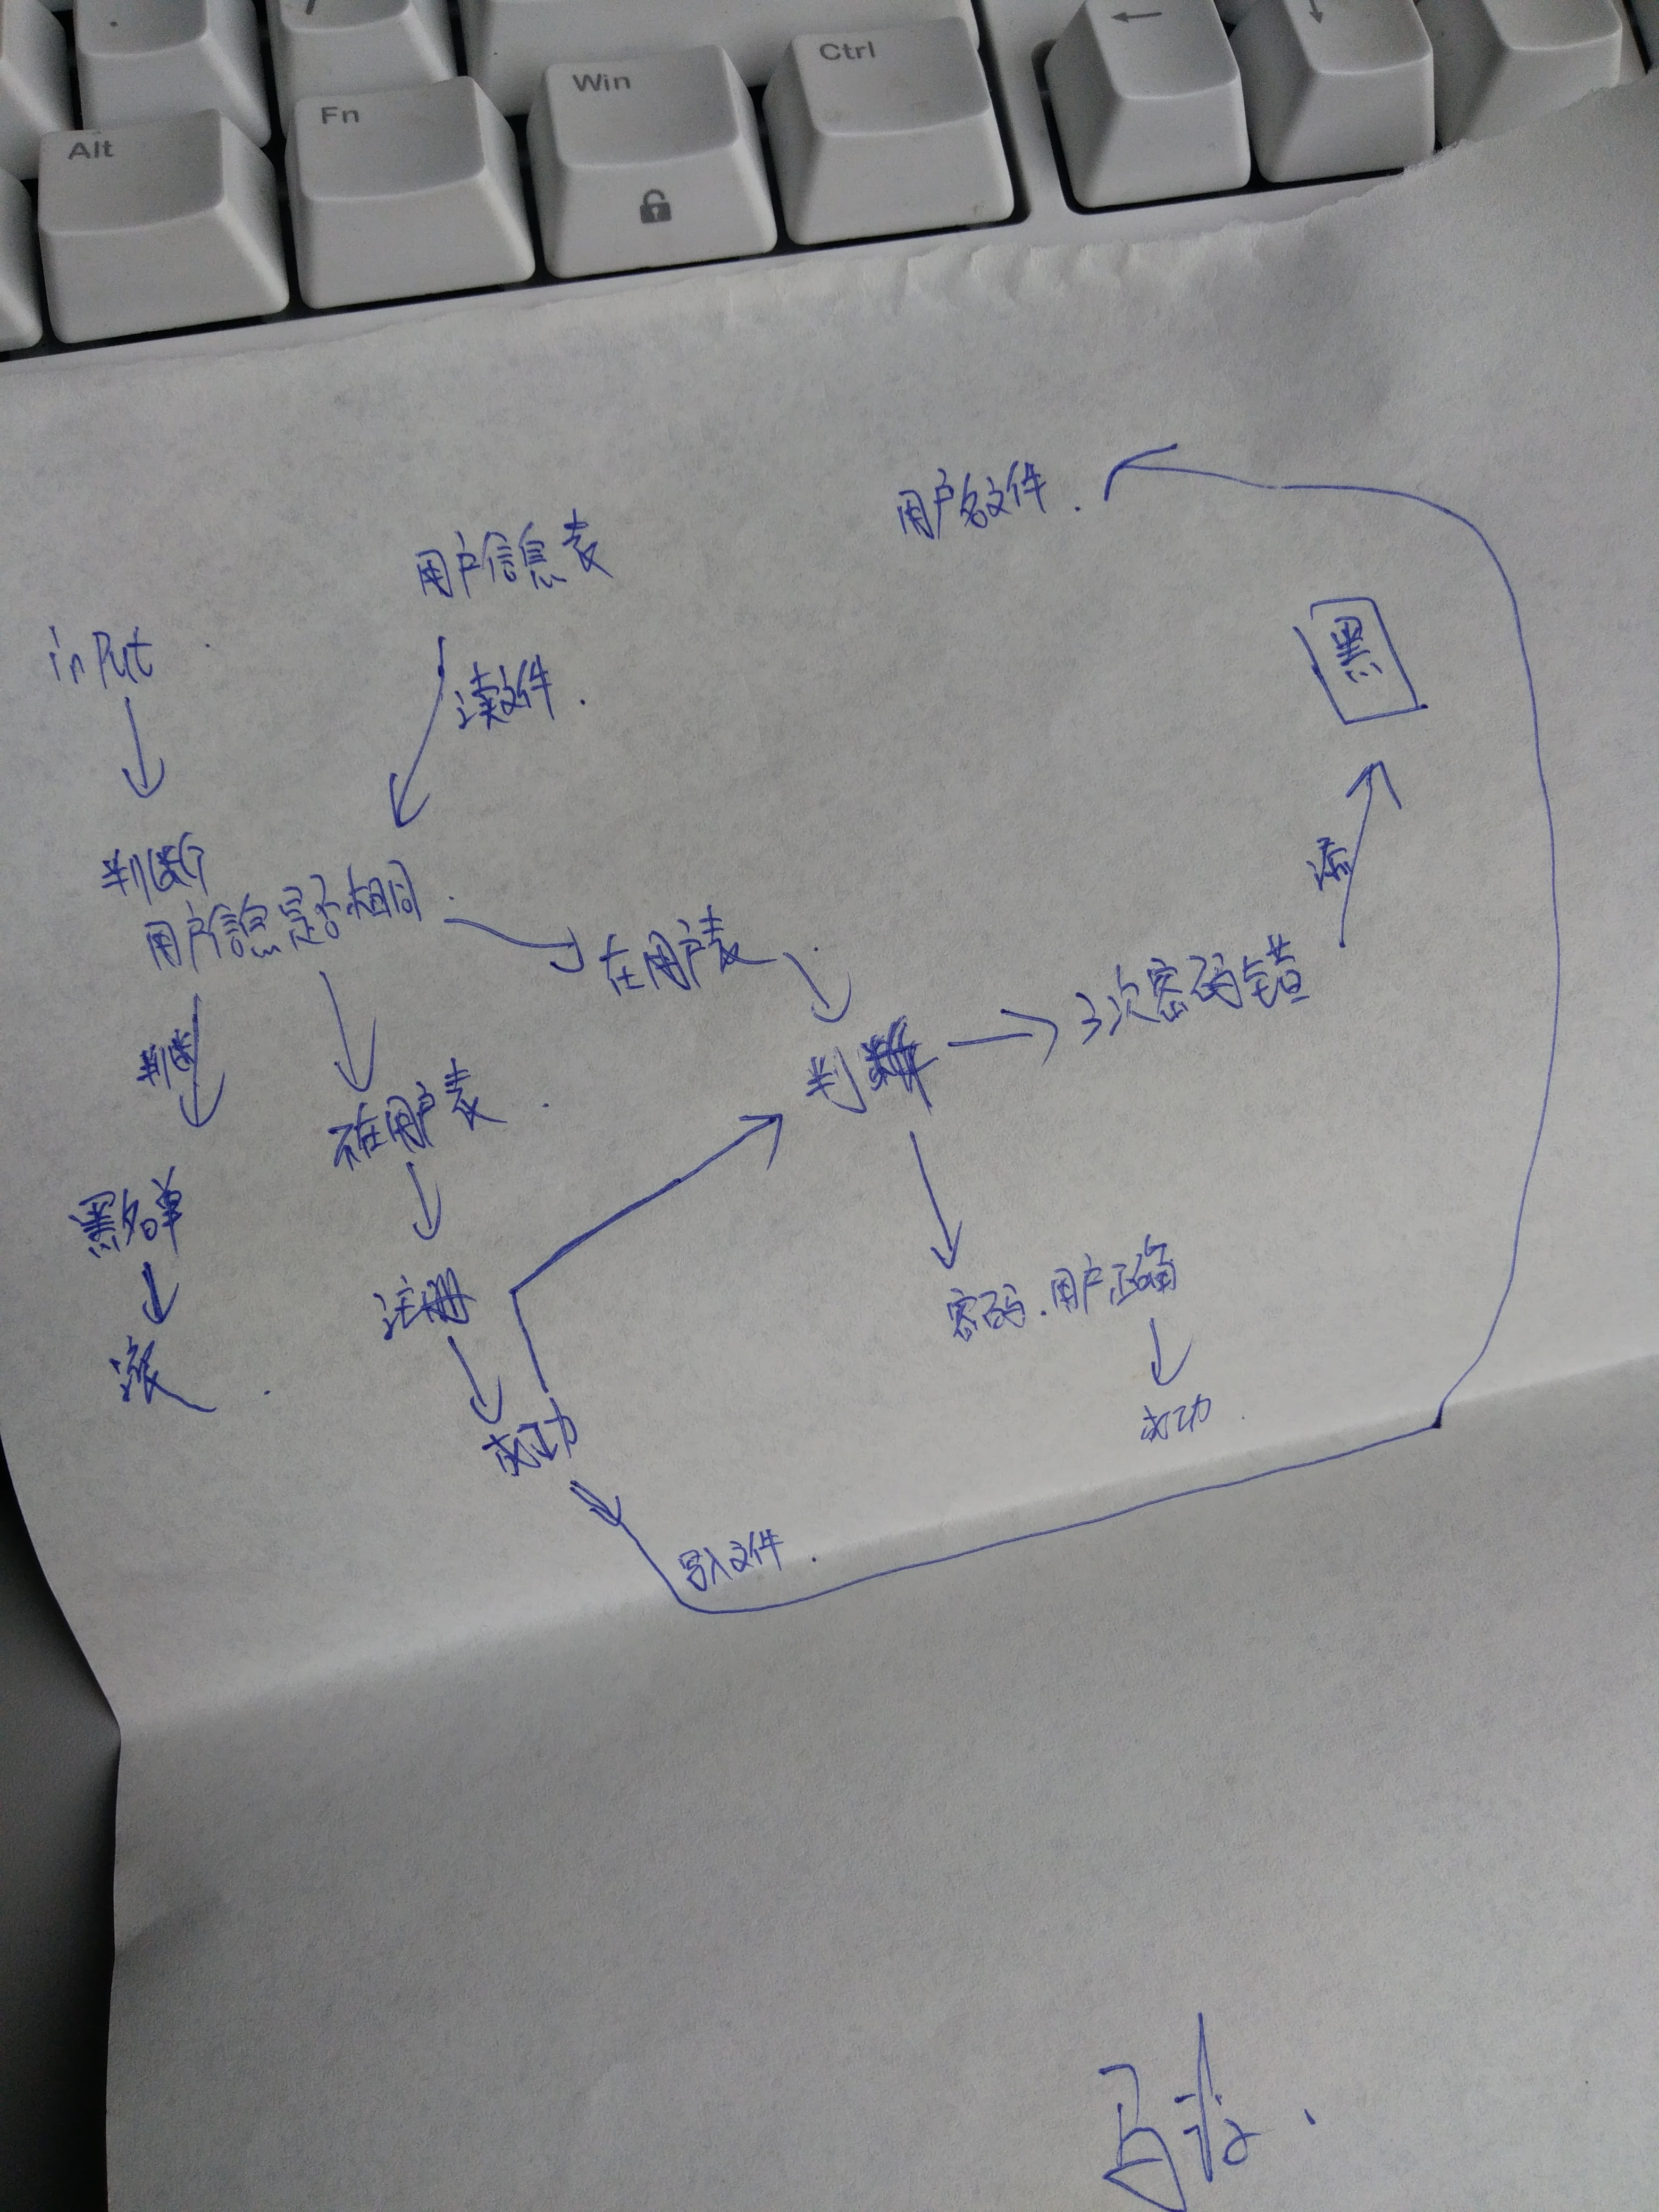 Ctrl
Win
Fn
Alt
用户名文件.
用户信息表
input
黑
读文件.
判断
用户信息是否相同.
添
在用户表
3次密码错
判断
判断
不在用户表.
黑名单
密码.用户正确
注册
滚.
成功
成功
写入文件.